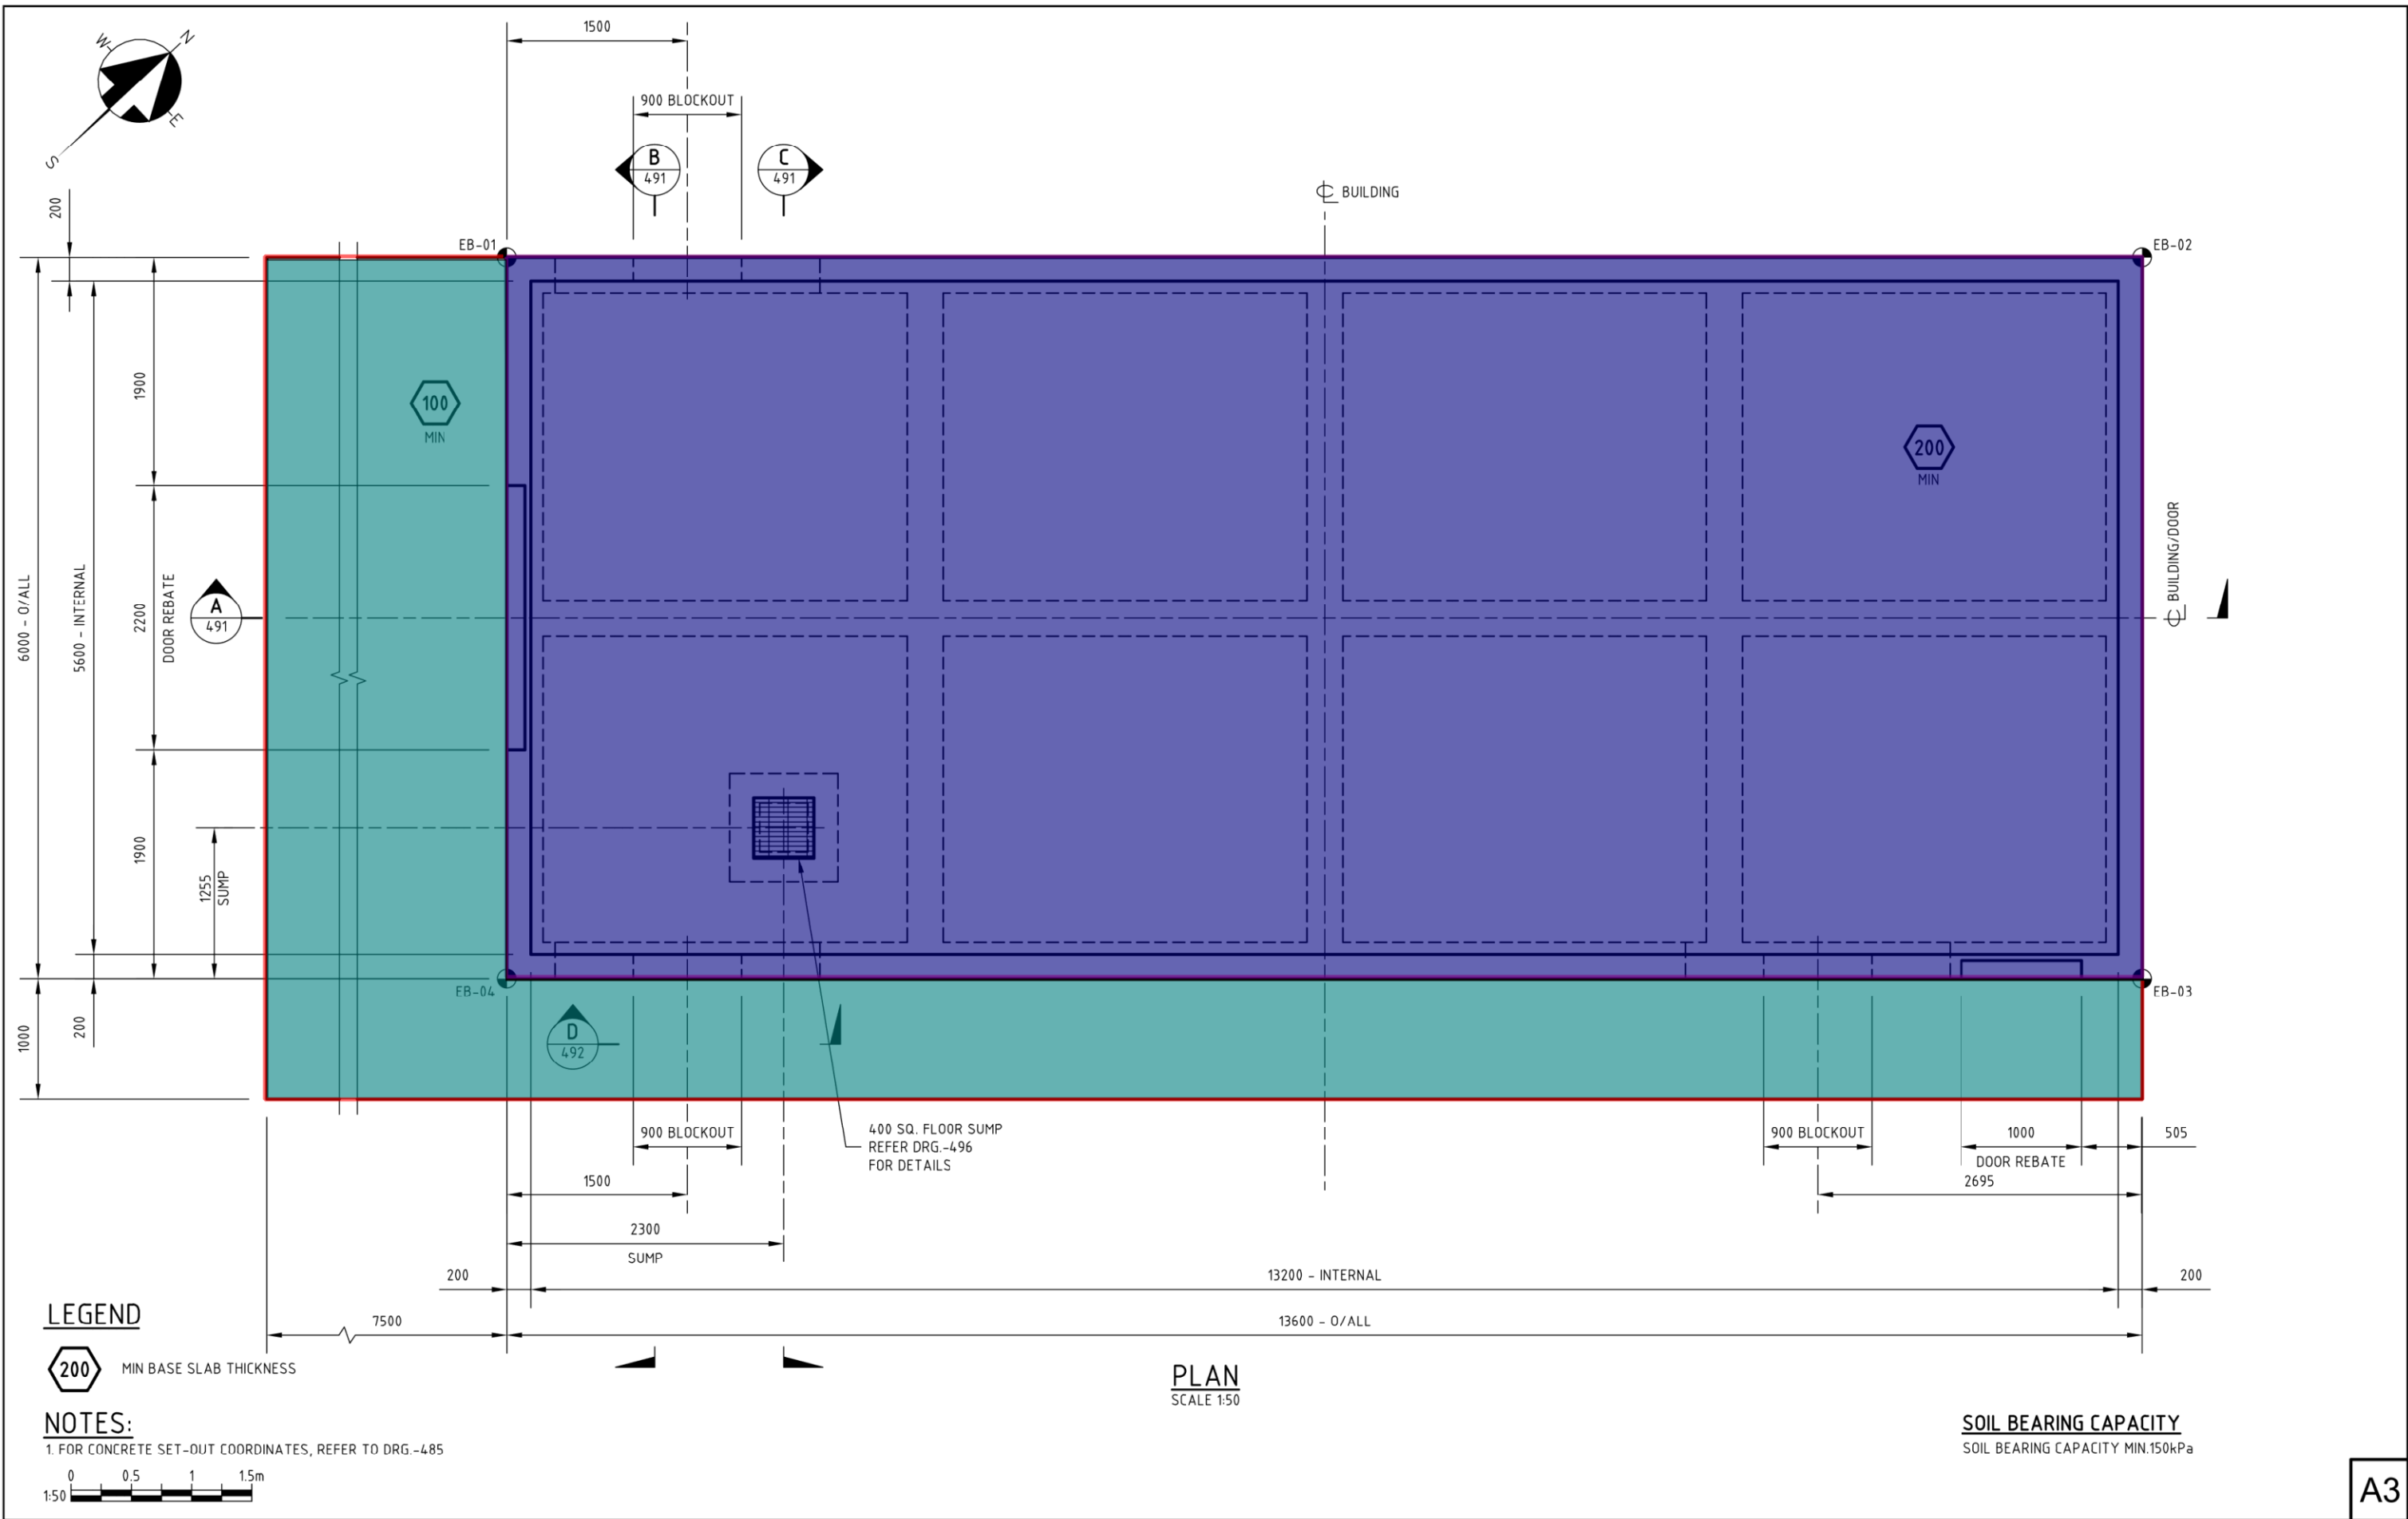 1500
W
N
E
S
900 BLOCKOUT
B
491
C
491
℄ BUILDING
200
EB-01
EB-02
1900
100
MIN
200
MIN
6000 - O/ALL
5600 - INTERNAL
2200
DOOR REBATE
A
491
℄ BUILDING/DOOR
1900
1255
SUMP
EB-04
EB-03
1000
200
D
492
400 SQ. FLOOR SUMP
REFER DRG.-496
FOR DETAILS
900 BLOCKOUT
900 BLOCKOUT
1000
DOOR REBATE
505
1500
2695
2300
SUMP
200
13200 - INTERNAL
200
7500
13600 - O/ALL
LEGEND
200
MIN BASE SLAB THICKNESS
PLAN
SCALE 1:50
NOTES:
1. FOR CONCRETE SET-OUT COORDINATES, REFER TO DRG.-485
0 0.5 1 1.5m
1:50
SOIL BEARING CAPACITY
SOIL BEARING CAPACITY MIN.150kPa
A3